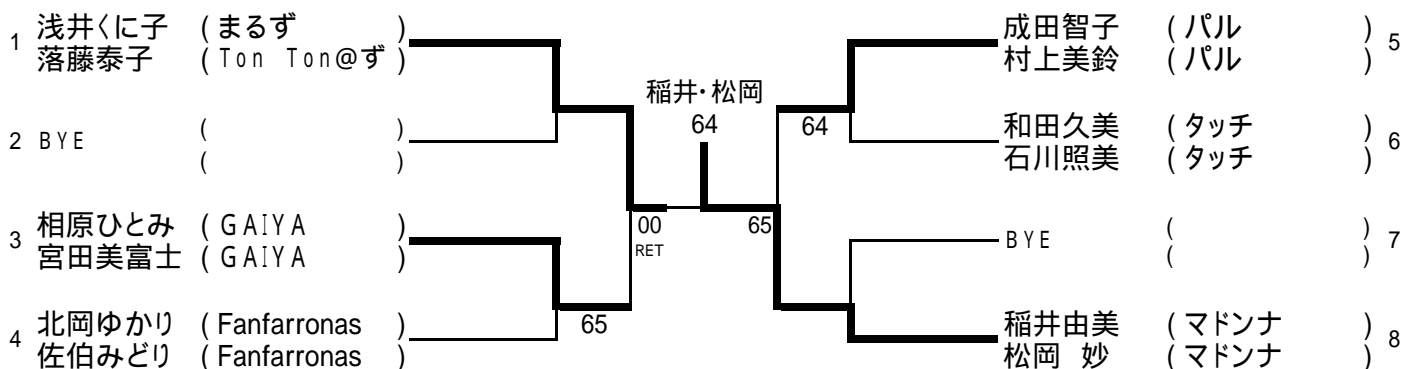 1 浅井くに子 ( まるず )
落藤泰子 ( Ton Ton@ず )
2 BYE ( )
( )
3 相原ひとみ ( GAIYA )
宮田美富士 ( GAIYA )
4 北岡ゆかり ( Fanfarronas )
佐伯みどり ( Fanfarronas )
65
00
RET
稲井・松岡
64
65
64
成田智子 ( パル ) 5
村上美鈴 ( パル )
和田久美 ( タッチ ) 6
石川照美 ( タッチ )
BYE ( ) 7
( )
稲井由美 ( マドンナ ) 8
松岡 妙 ( マドンナ )